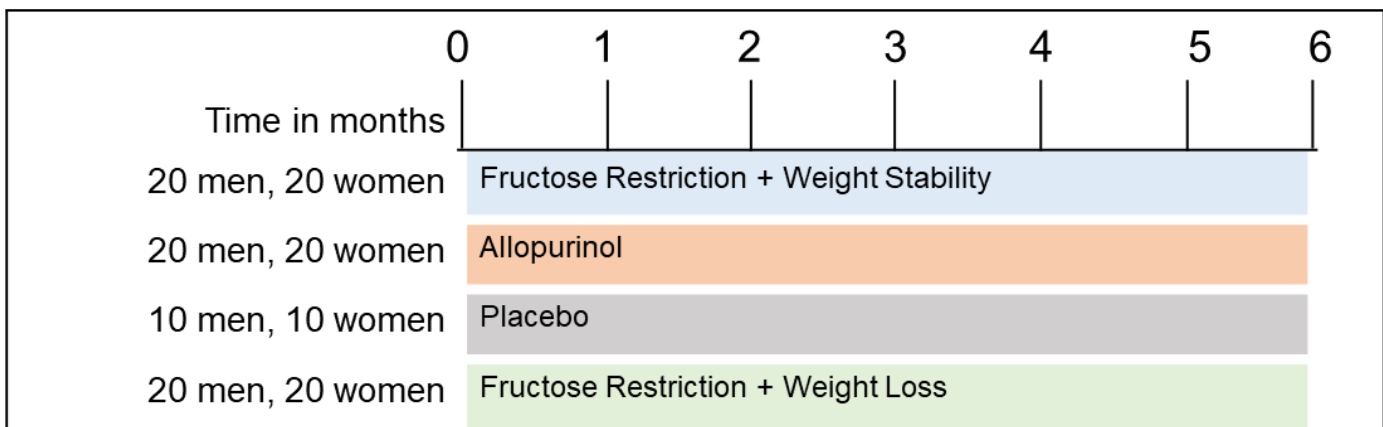 0 1 2 3 4 5 6
Time in months
20 men, 20 women Fructose Restriction + Weight Stability
20 men, 20 women Allopurinol
10 men, 10 women Placebo
20 men, 20 women Fructose Restriction + Weight Loss